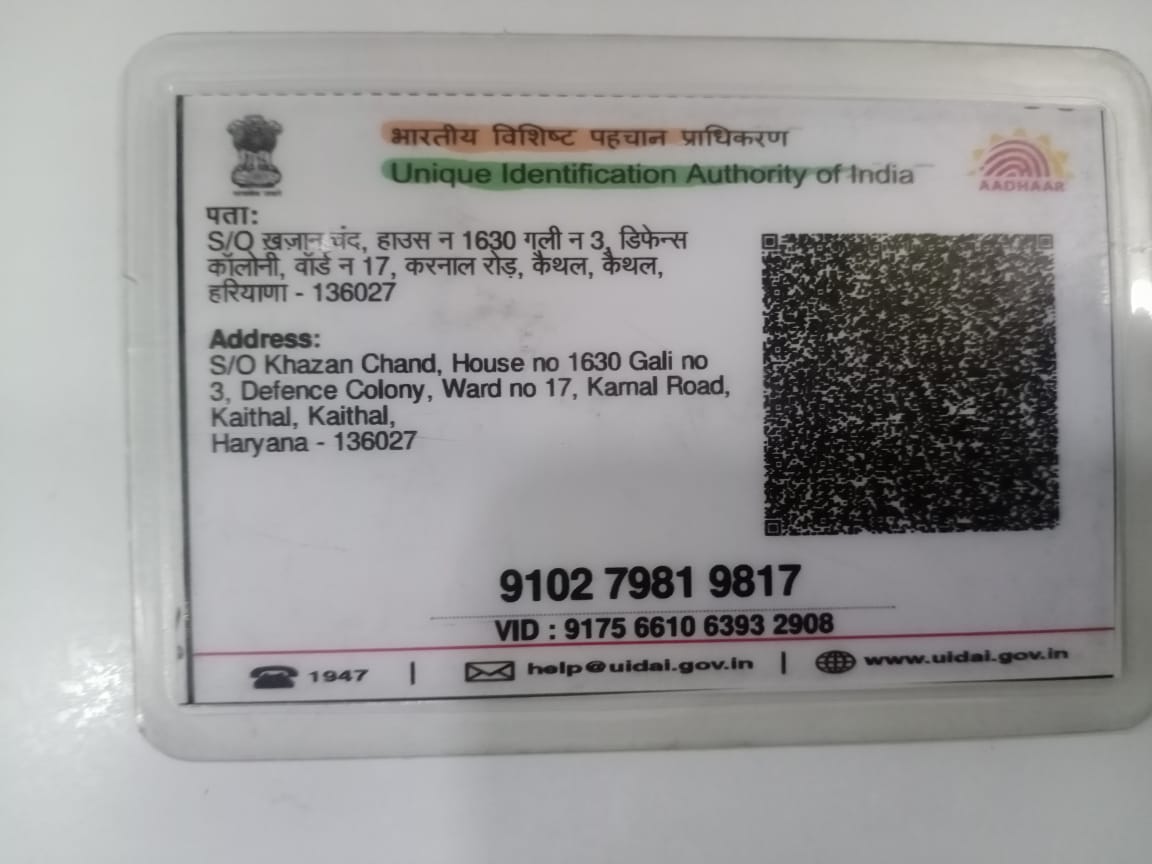 भारतीय विशिष्ट पहचान प्राधिकरण
Unique Identification Authority of India
AADHAAR
पता:
S/O ख़ज़ान चंद, हाउस न 1630 गली न 3, डिफेन्स
कॉलोनी, वॉर्ड न 17, करनाल रोड़, कैथल, कैथल,
हरियाणा - 136027
Address:
S/O Khazan Chand, House no 1630 Gali no
3, Defence Colony, Ward no 17, Karnal Road,
Kaithal, Kaithal,
Haryana - 136027
9102 7981 9817
VID : 9175 6610 6393 2908
1947 | help@uidai.gov.in | www.uidai.gov.in